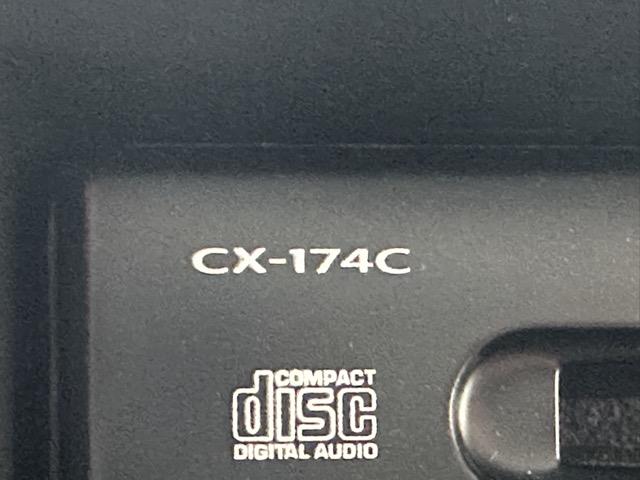 CX-174C
COMPACT
disc
DIGITAL AUDIO